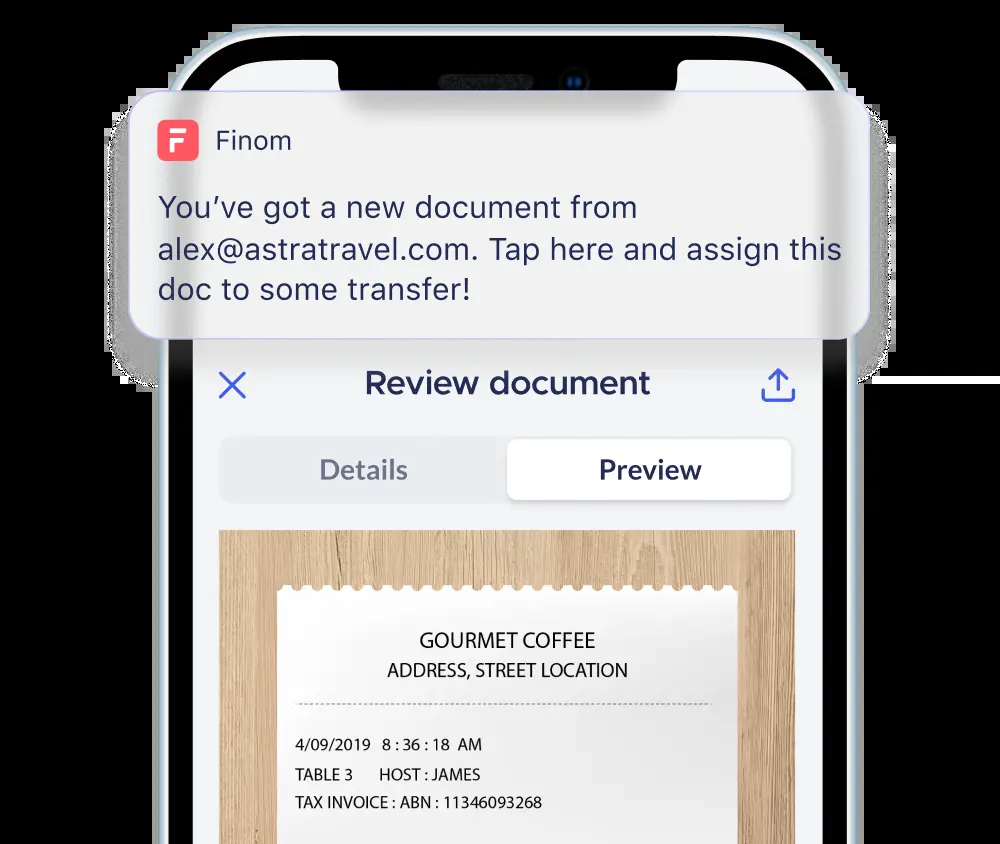 Finom
You’ve got a new document from
alex@astratravel.com. Tap here and assign this
doc to some transfer!
Review document
Details Preview
GOURMET COFFEE
ADDRESS, STREET LOCATION
4/09/2019 8 : 36 : 18 AM
TABLE 3 HOST : JAMES
TAX INVOICE : ABN : 11346093268